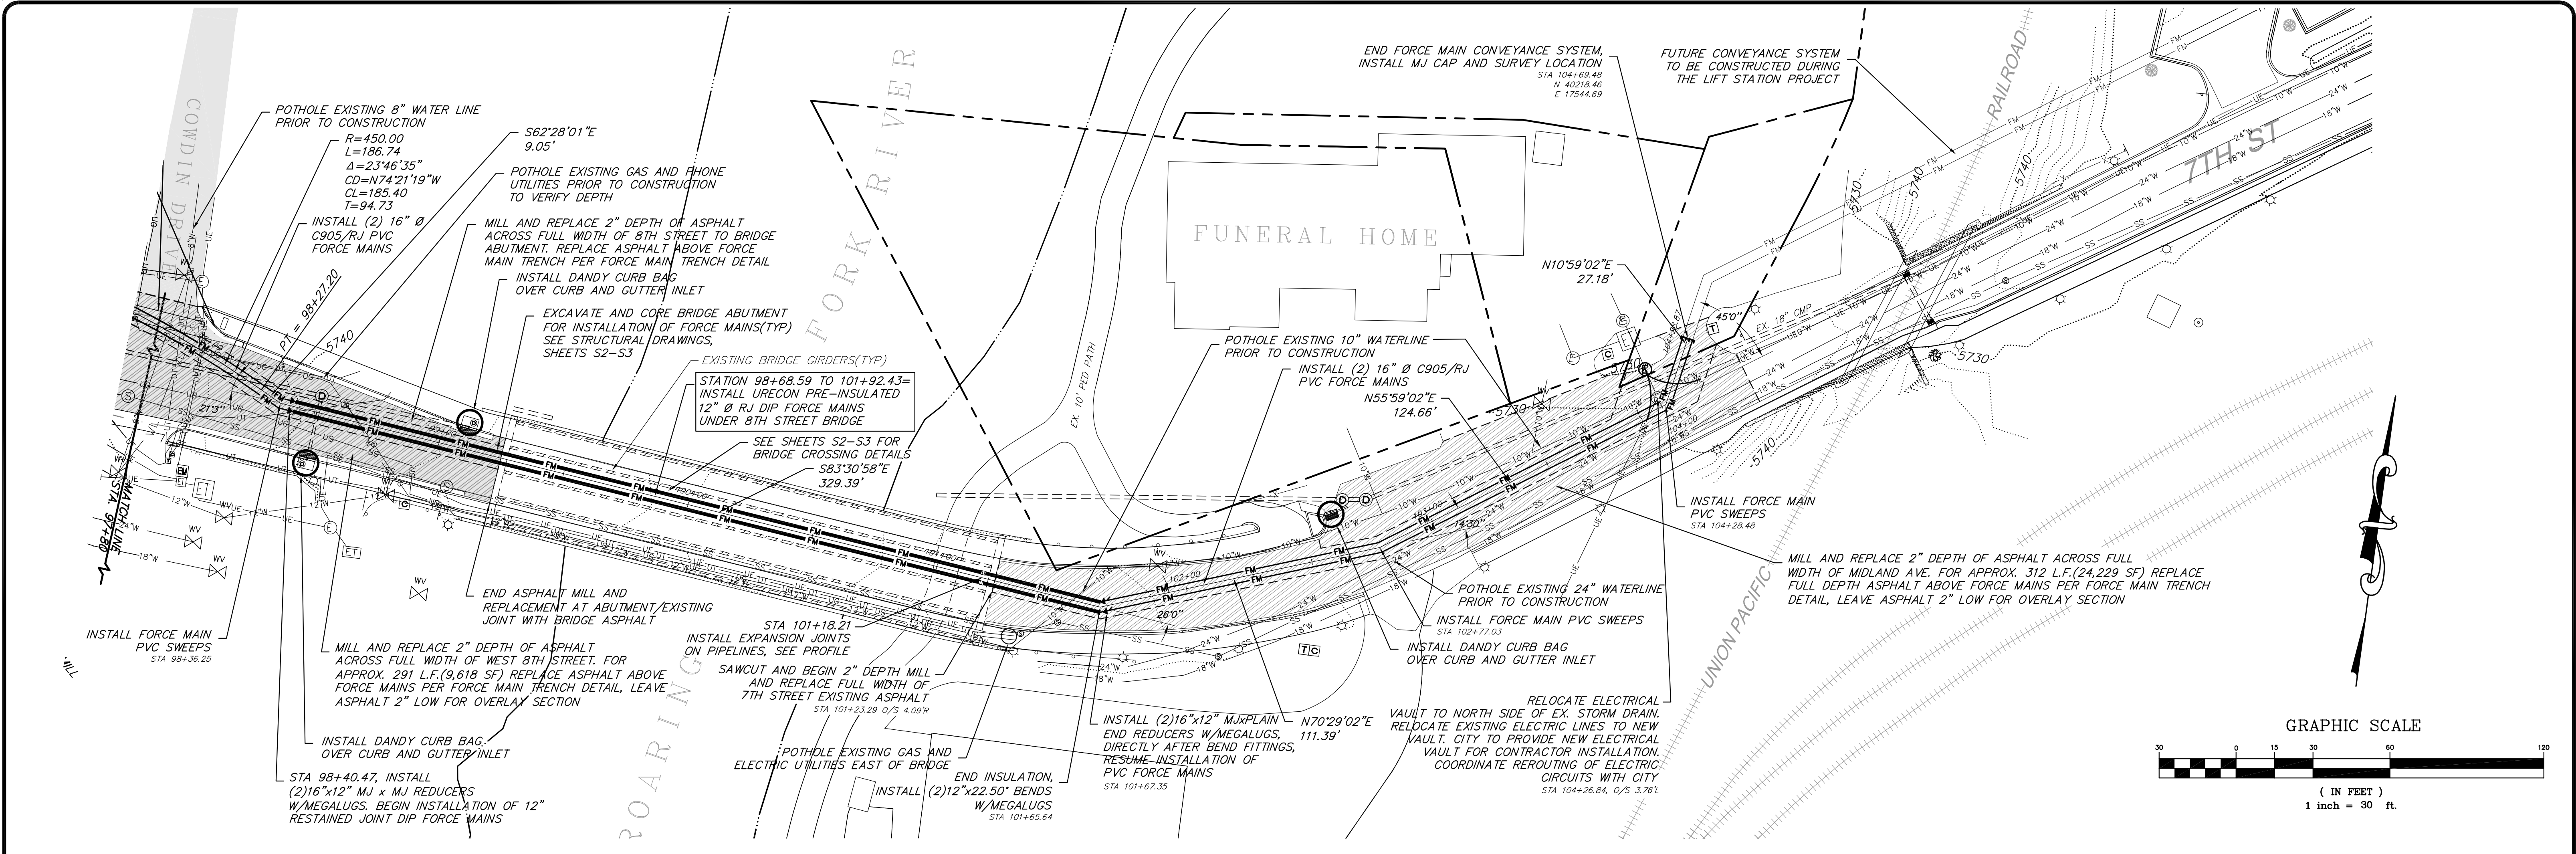 COWDIN DRIVE
POTHOLE EXISTING 8" WATER LINE
PRIOR TO CONSTRUCTION
R=450.00
L=186.74
Δ=23°46'35"
CD=N74°21'19"W
CL=185.40
T=94.73
INSTALL (2) 16" Ø
C905/RJ PVC
FORCE MAINS
S62°28'01"E
9.05'
POTHOLE EXISTING GAS AND PHONE
UTILITIES PRIOR TO CONSTRUCTION
TO VERIFY DEPTH
MILL AND REPLACE 2" DEPTH OF ASPHALT
ACROSS FULL WIDTH OF 8TH STREET TO BRIDGE
ABUTMENT. REPLACE ASPHALT ABOVE FORCE
MAIN TRENCH PER FORCE MAIN TRENCH DETAIL
INSTALL DANDY CURB BAG
OVER CURB AND GUTTER INLET
EXCAVATE AND CORE BRIDGE ABUTMENT
FOR INSTALLATION OF FORCE MAINS(TYP)
SEE STRUCTURAL DRAWINGS,
SHEETS S2-S3
EXISTING BRIDGE GIRDERS(TYP)
STATION 98+68.59 TO 101+92.43=
INSTALL URECON PRE-INSULATED
12" Ø RJ DIP FORCE MAINS
UNDER 8TH STREET BRIDGE
SEE SHEETS S2-S3 FOR
BRIDGE CROSSING DETAILS
S83°30'58"E
329.39'
PT = 98+27.20
5740
21'3"
MATCH LINE
STA. 97+80
100+00
101+00
102+00
103+00
104+00
FORK RIVER
ROARING
EX. 10' PED PATH
FUNERAL HOME
END FORCE MAIN CONVEYANCE SYSTEM,
INSTALL MJ CAP AND SURVEY LOCATION
STA 104+69.48
N 40218.46
E 17544.69
FUTURE CONVEYANCE SYSTEM
TO BE CONSTRUCTED DURING
THE LIFT STATION PROJECT
RAILROAD
7TH ST
5730
5740
5740
N10°59'02"E
27.18'
45'0"
EX. 18" CMP
5730
5730
5730
5740
POTHOLE EXISTING 10" WATERLINE
PRIOR TO CONSTRUCTION
INSTALL (2) 16" Ø C905/RJ
PVC FORCE MAINS
N55°59'02"E
124.66'
14'30"
26'0"
INSTALL FORCE MAIN
PVC SWEEPS
STA 104+28.48
MILL AND REPLACE 2" DEPTH OF ASPHALT ACROSS FULL
WIDTH OF MIDLAND AVE. FOR APPROX. 312 L.F.(24,229 SF) REPLACE
FULL DEPTH ASPHALT ABOVE FORCE MAINS PER FORCE MAIN TRENCH
DETAIL, LEAVE ASPHALT 2" LOW FOR OVERLAY SECTION
UNION PACIFIC
POTHOLE EXISTING 24" WATERLINE
PRIOR TO CONSTRUCTION
INSTALL FORCE MAIN PVC SWEEPS
STA 102+77.03
INSTALL DANDY CURB BAG
OVER CURB AND GUTTER INLET
RELOCATE ELECTRICAL
VAULT TO NORTH SIDE OF EX. STORM DRAIN.
RELOCATE EXISTING ELECTRIC LINES TO NEW
VAULT. CITY TO PROVIDE NEW ELECTRICAL
VAULT FOR CONTRACTOR INSTALLATION.
COORDINATE REROUTING OF ELECTRIC
CIRCUITS WITH CITY
STA 104+26.84, O/S 3.76'L
N70°29'02"E
111.39'
INSTALL (2)16"x12" MJxPLAIN
END REDUCERS W/MEGALUGS,
DIRECTLY AFTER BEND FITTINGS,
RESUME INSTALLATION OF
PVC FORCE MAINS
STA 101+67.35
END INSULATION,
INSTALL (2)12"x22.50° BENDS
W/MEGALUGS
STA 101+65.64
POTHOLE EXISTING GAS AND
ELECTRIC UTILITIES EAST OF BRIDGE
SAWCUT AND BEGIN 2" DEPTH MILL
AND REPLACE FULL WIDTH OF
7TH STREET EXISTING ASPHALT
STA 101+23.29 O/S 4.09'R
STA 101+18.21
INSTALL EXPANSION JOINTS
ON PIPELINES, SEE PROFILE
END ASPHALT MILL AND
REPLACEMENT AT ABUTMENT/EXISTING
JOINT WITH BRIDGE ASPHALT
INSTALL FORCE MAIN
PVC SWEEPS
STA 98+36.25
MILL AND REPLACE 2" DEPTH OF ASPHALT
ACROSS FULL WIDTH OF WEST 8TH STREET. FOR
APPROX. 291 L.F.(9,618 SF) REPLACE ASPHALT ABOVE
FORCE MAINS PER FORCE MAIN TRENCH DETAIL, LEAVE
ASPHALT 2" LOW FOR OVERLAY SECTION
INSTALL DANDY CURB BAG
OVER CURB AND GUTTER INLET
STA 98+40.47, INSTALL
(2)16"x12" MJ x MJ REDUCERS
W/MEGALUGS. BEGIN INSTALLATION OF 12"
RESTAINED JOINT DIP FORCE MAINS
GRAPHIC SCALE
30 0 15 30 60 120
( IN FEET )
1 inch = 30 ft.